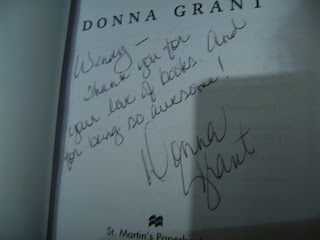 DONNA GRANT
Wendy —
Thank you for
your love of books. And
for being so awesome!
Donna
Grant
St. Martin's Paperbacks